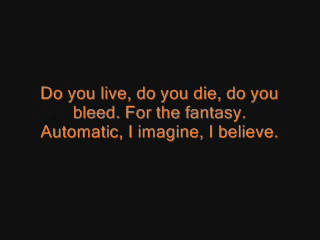 Do you live, do you die, do you
bleed. For the fantasy.
Automatic, I imagine, I believe.